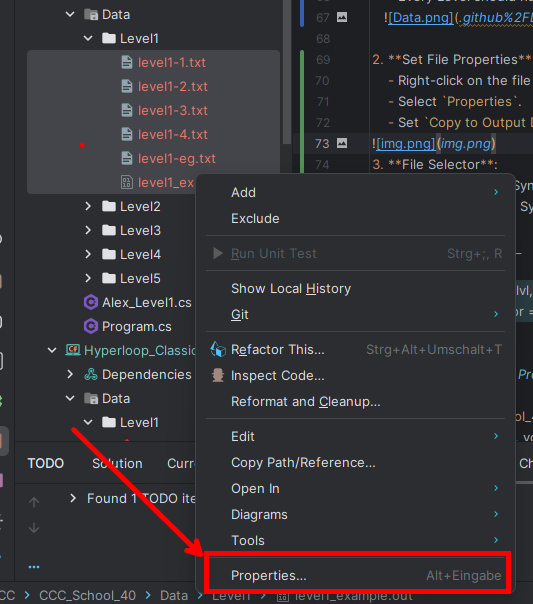 Data
Level1
level1-1.txt
level1-2.txt
level1-3.txt
level1-4.txt
level1-eg.txt
level1_ex
Level2
Level3
Level4
Level5
Alex_Level1.cs
Program.cs
C# Hyperloop_Classic
Dependencies
Data
Level1
67 ![Data.png](.github%2F
68
69 2. **Set File Properties**
70 - Right-click on the file
71 - Select `Properties`.
72 - Set `Copy to Output
73 ![img.png](img.png)
74 3. **File Selector**:
Add
Exclude
Run Unit Test Strg+;, R
Show Local History
Git
Refactor This... Strg+Alt+Umschalt+T
Inspect Code...
Reformat and Cleanup...
Edit
Copy Path/Reference...
Open In
Diagrams
Tools
Properties... Alt+Eingabe
TODO Solution Curre
Found 1 TODO ite
CC CCC_School_40 Data Level1 level1_example.out